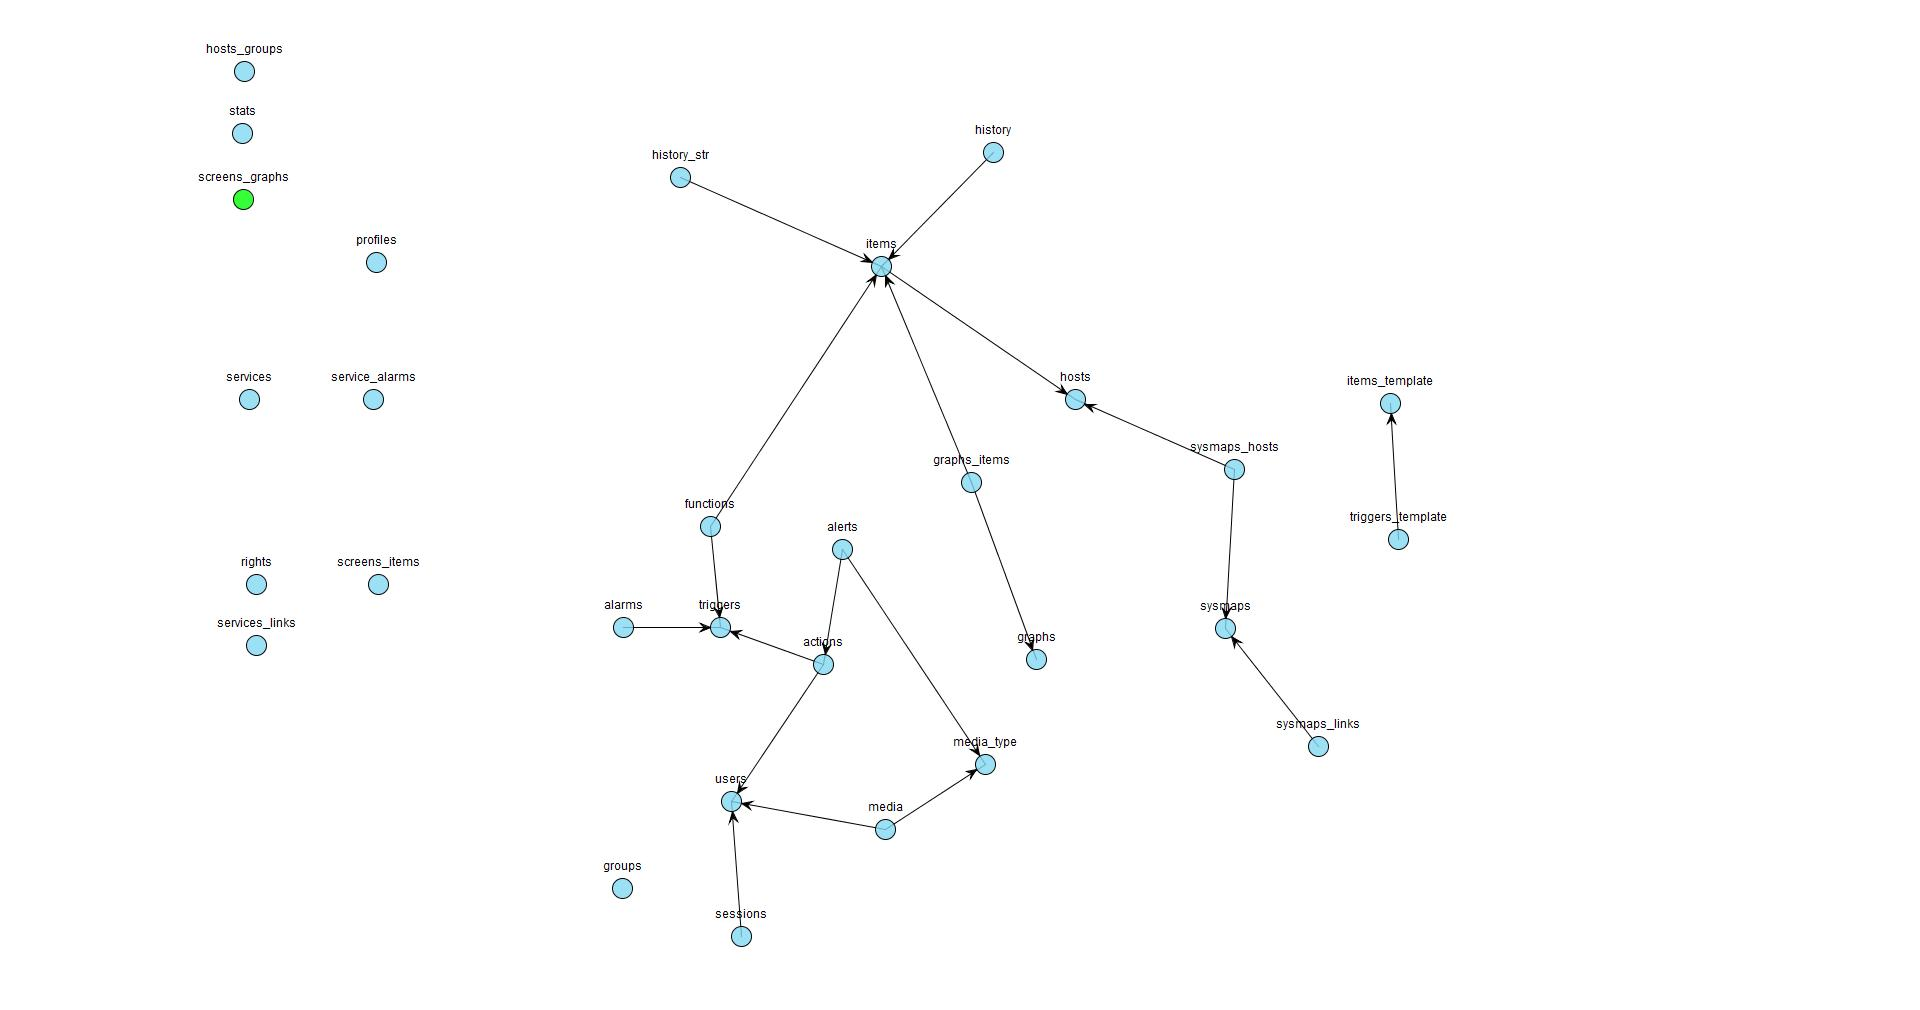 hosts_groups
stats
screens_graphs
profiles
services
service_alarms
rights
screens_items
services_links
history_str
history
items
hosts
items_template
sysmaps_hosts
graphs_items
functions
triggers_template
alerts
alarms
triggers
sysmaps
graphs
actions
sysmaps_links
media_type
users
media
groups
sessions